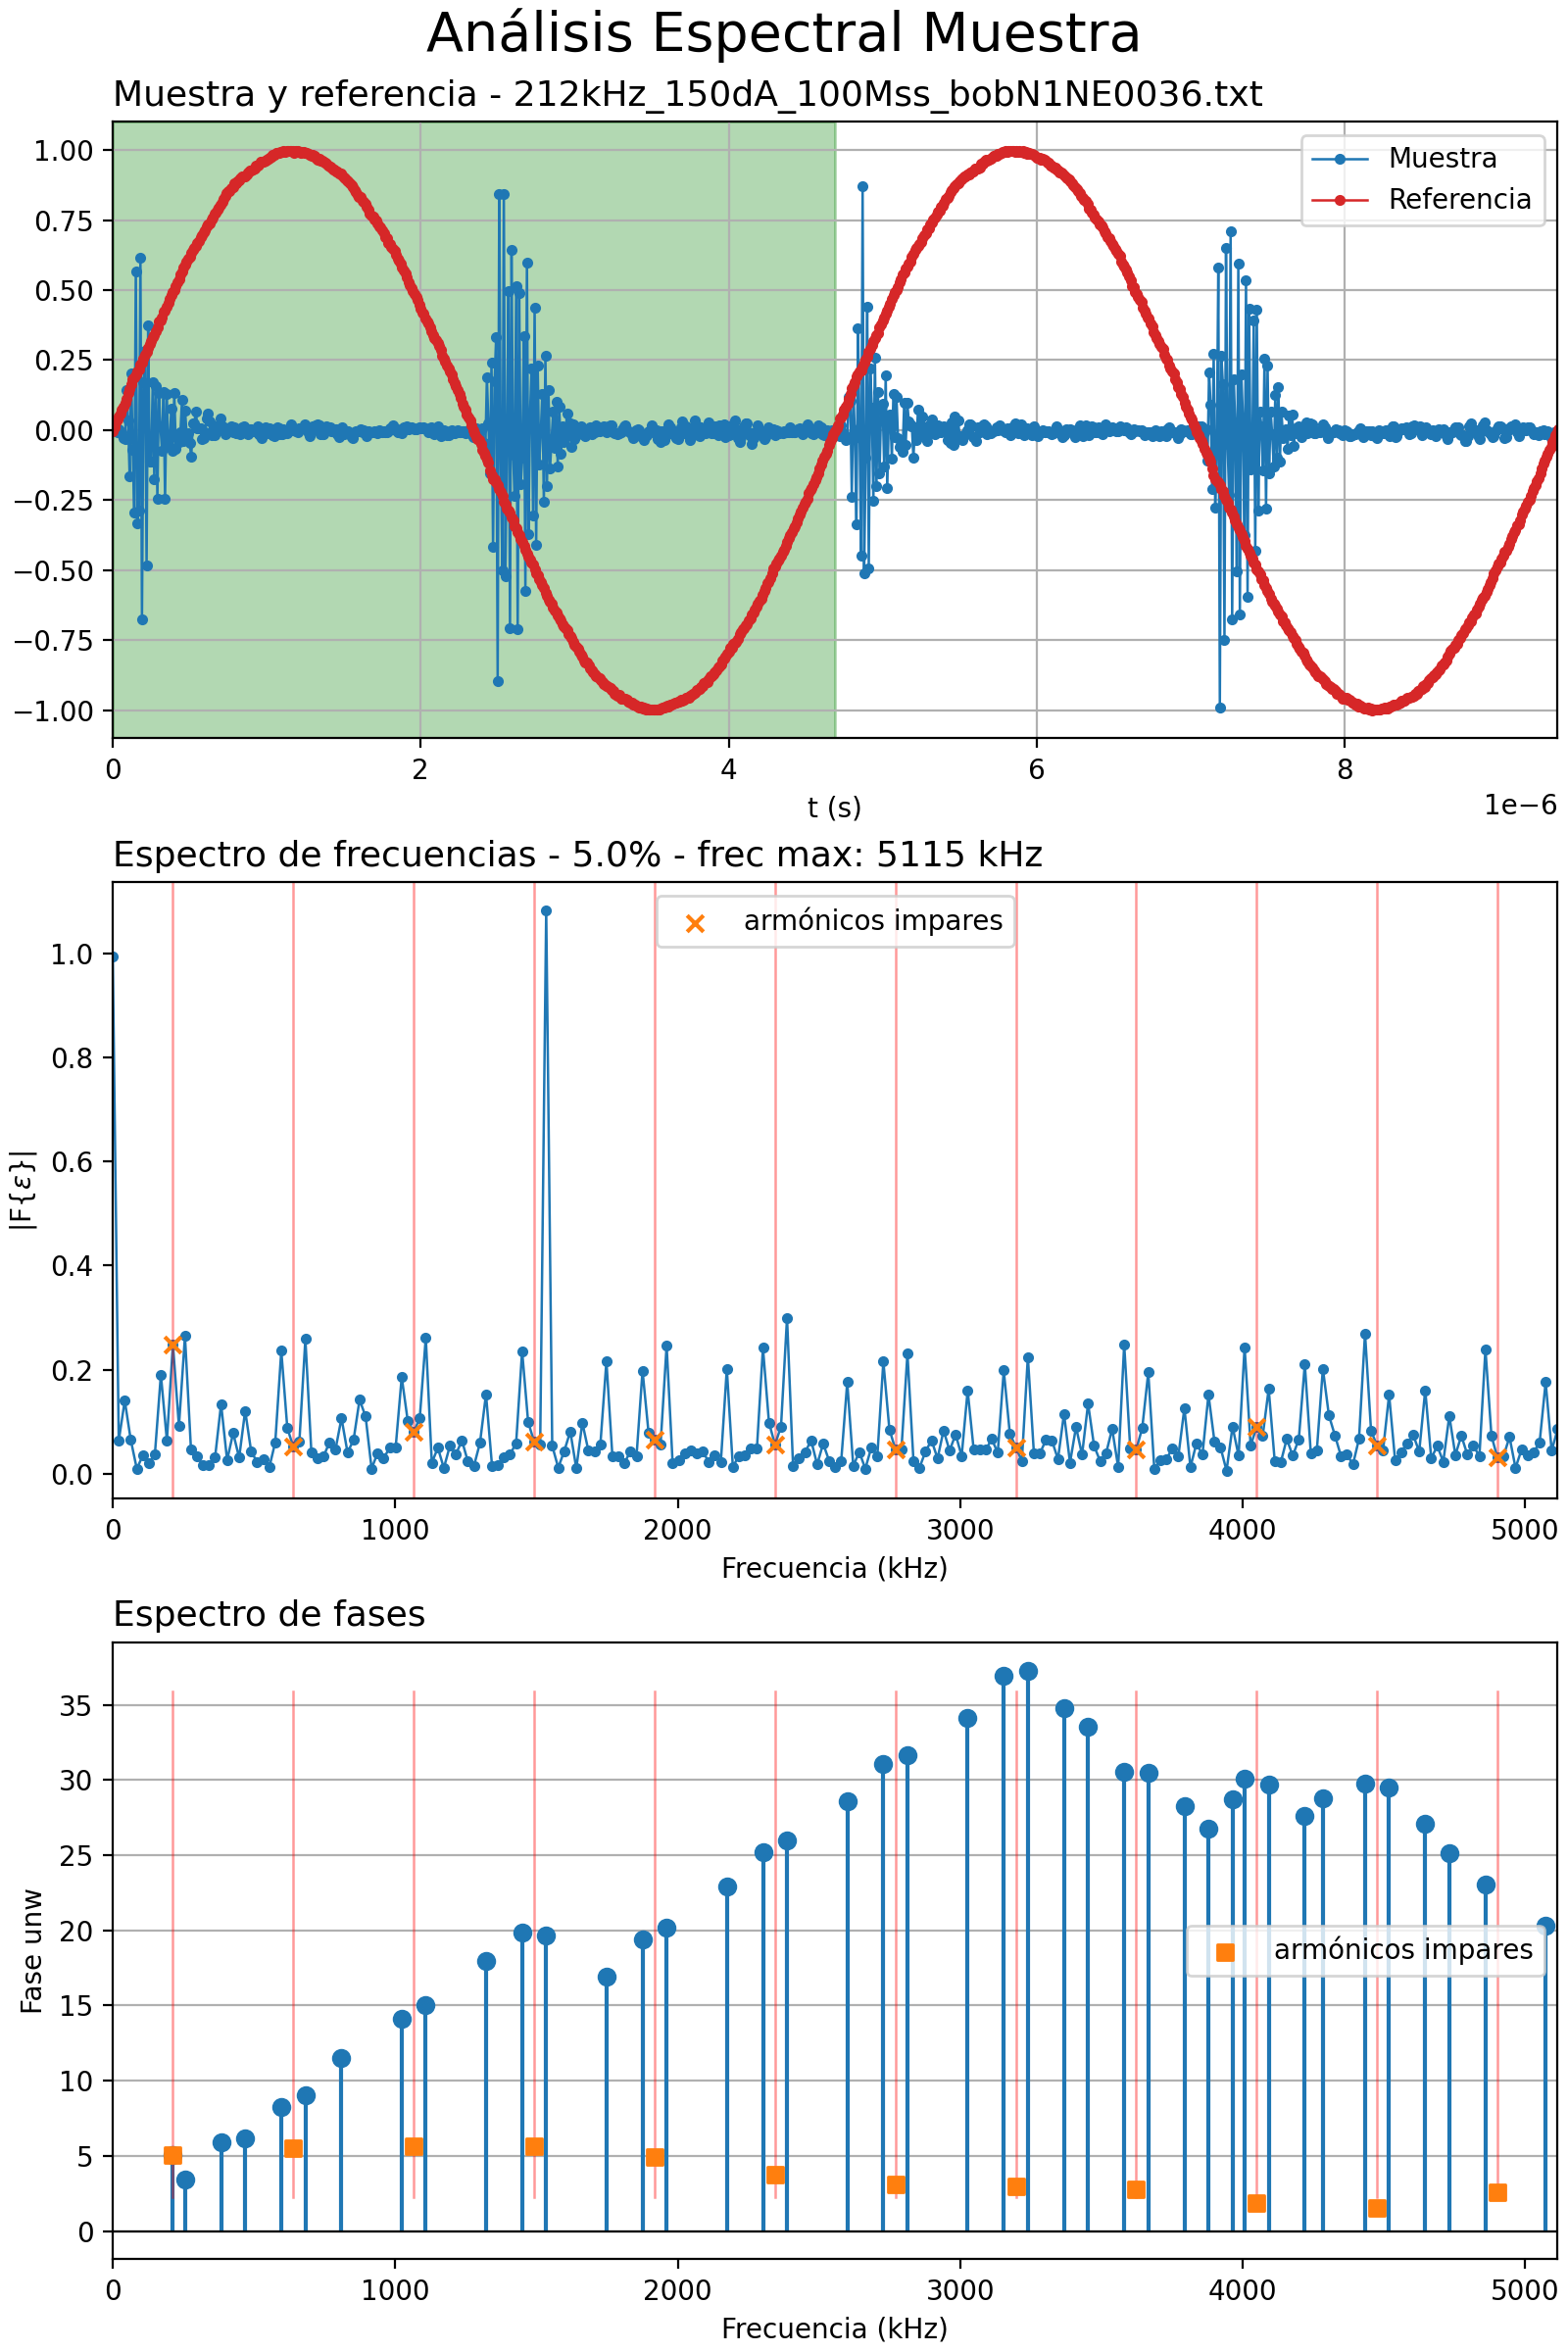 Análisis Espectral Muestra
Muestra y referencia - 212kHz_150dA_100Mss_bobN1NE0036.txt
1.00
0.75
0.50
0.25
0.00
−0.25
−0.50
−0.75
−1.00
Muestra
Referencia
0 2 4 6 8
t (s)
1e−6
Espectro de frecuencias - 5.0% - frec max: 5115 kHz
armónicos impares
1.0
0.8
0.6
0.4
0.2
0.0
|F{ε}|
0 1000 2000 3000 4000 5000
Frecuencia (kHz)
Espectro de fases
35
30
25
20
15
10
5
0
Fase unw
armónicos impares
0 1000 2000 3000 4000 5000
Frecuencia (kHz)